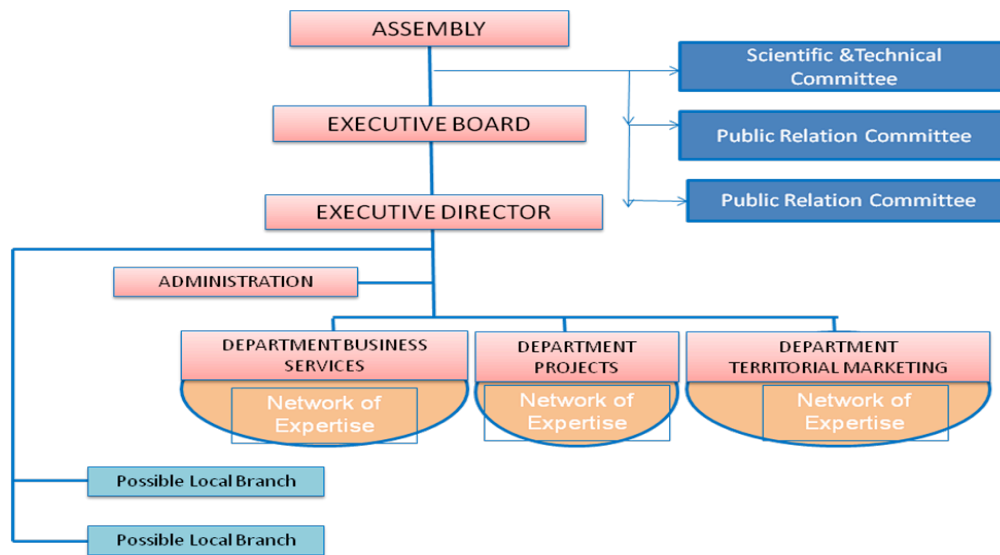 ASSEMBLY
Scientific &Technical
Committee
EXECUTIVE BOARD
Public Relation Committee
Public Relation Committee
EXECUTIVE DIRECTOR
ADMINISTRATION
DEPARTMENT BUSINESS
SERVICES
DEPARTMENT
PROJECTS
DEPARTMENT
TERRITORIAL MARKETING
Network of
Expertise
Network of
Expertise
Network of
Expertise
Possible Local Branch
Possible Local Branch